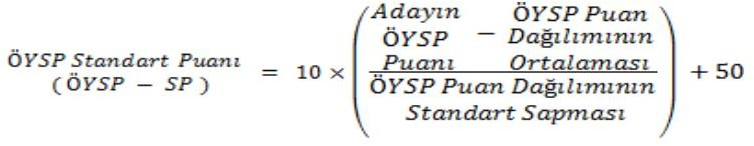 ÖYSP Standart Puanı
( ÖYSP − SP )
= 10 ×
Adayın
ÖYSP
Puanı
−
ÖYSP Puan
Dağılımının
Ortalaması
ÖYSP Puan Dağılımının
Standart Sapması
+ 50